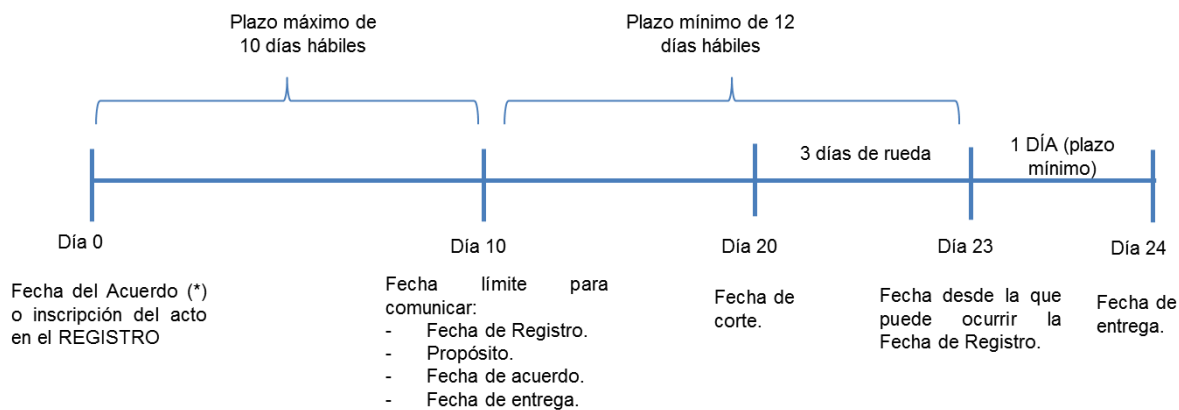 Plazo máximo de
10 días hábiles
Plazo mínimo de 12
días hábiles
3 días de rueda
1 DÍA (plazo
mínimo)
Día 0
Día 10
Día 20
Día 23
Día 24
Fecha del Acuerdo (*)
o inscripción del acto
en el REGISTRO
Fecha límite para
comunicar:
- Fecha de Registro.
- Propósito.
- Fecha de acuerdo.
- Fecha de entrega.
Fecha de
corte.
Fecha desde la que
puede ocurrir la
Fecha de Registro.
Fecha de
entrega.